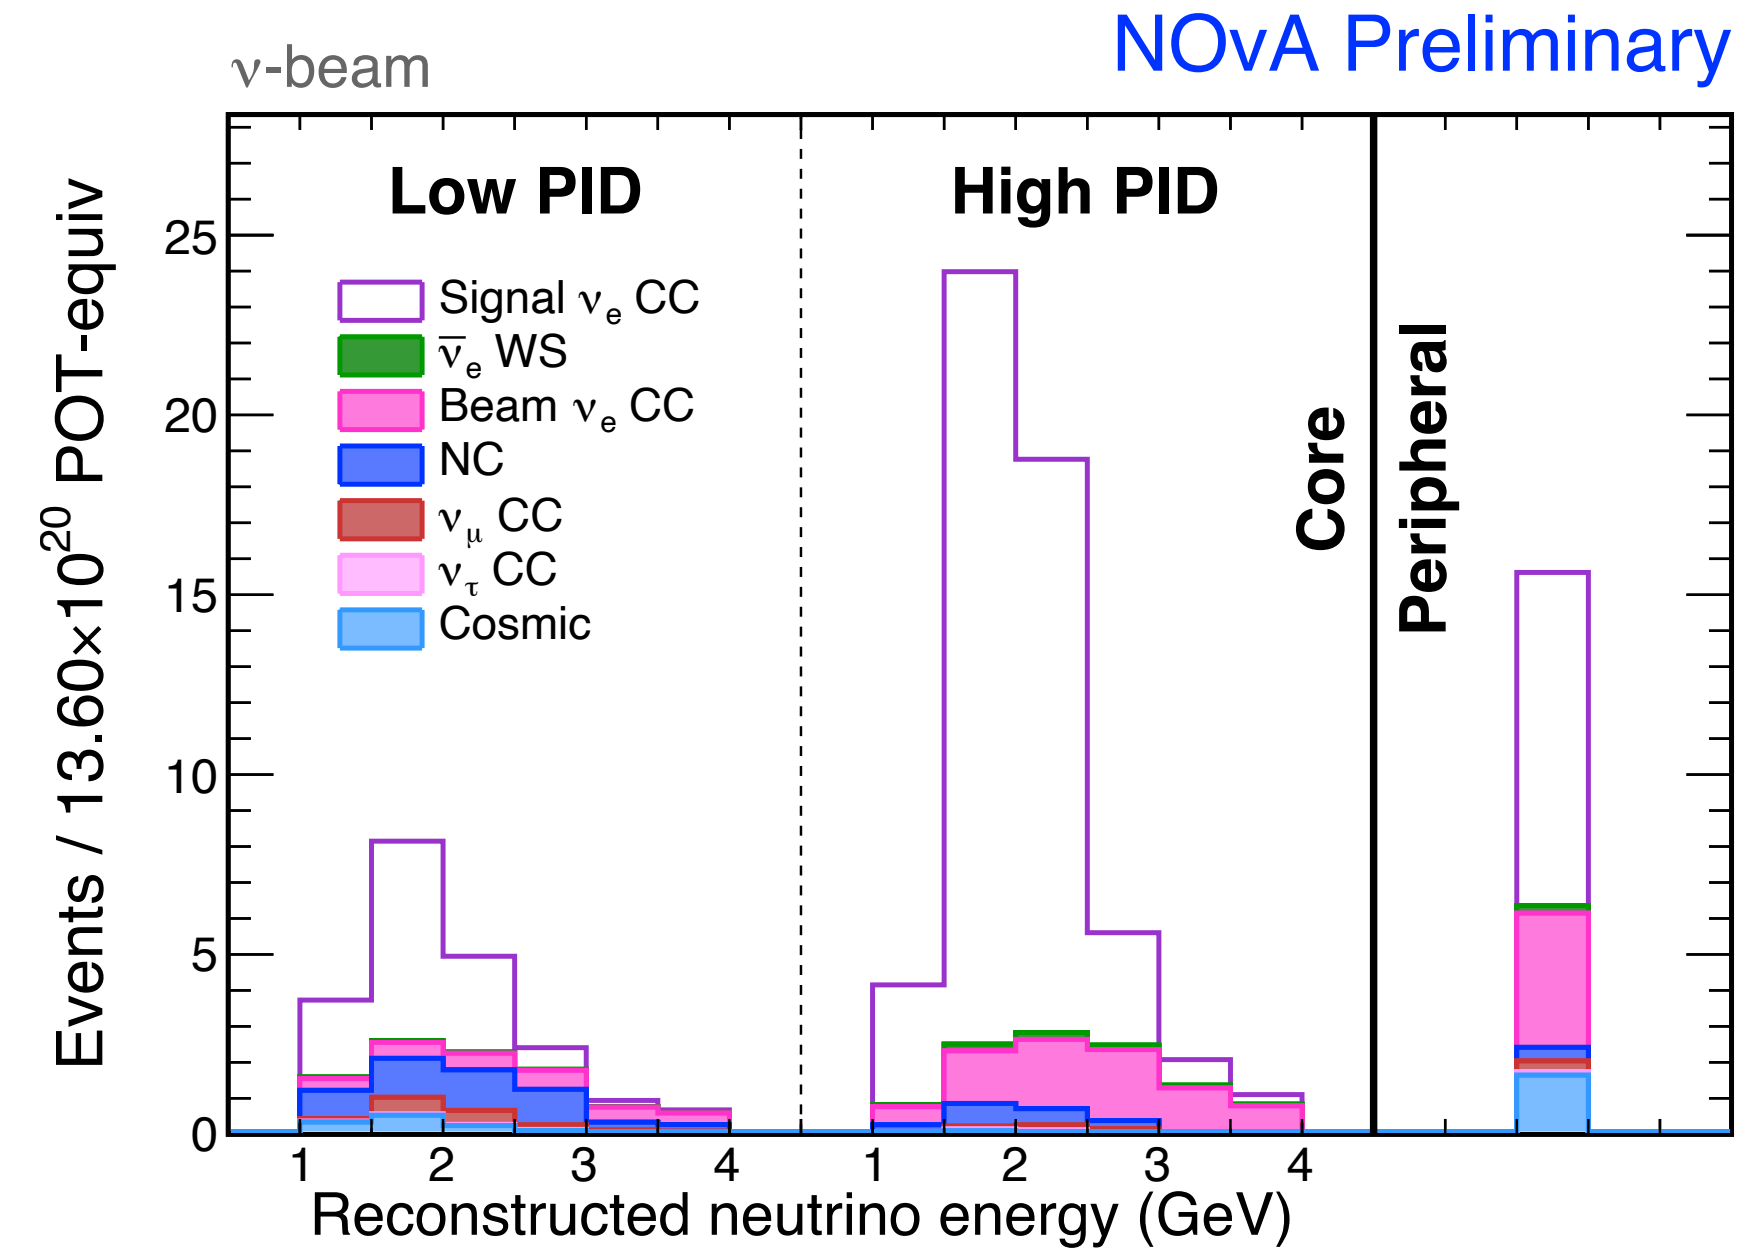 ν-beam
NOvA Preliminary
Low PID
High PID
Core
Peripheral
Signal νₑ CC
ν̅ₑ WS
Beam νₑ CC
NC
ν_μ CC
ν_τ CC
Cosmic
Events / 13.60×10²⁰ POT-equiv
25
20
15
10
5
0
1 2 3 4 1 2 3 4
Reconstructed neutrino energy (GeV)